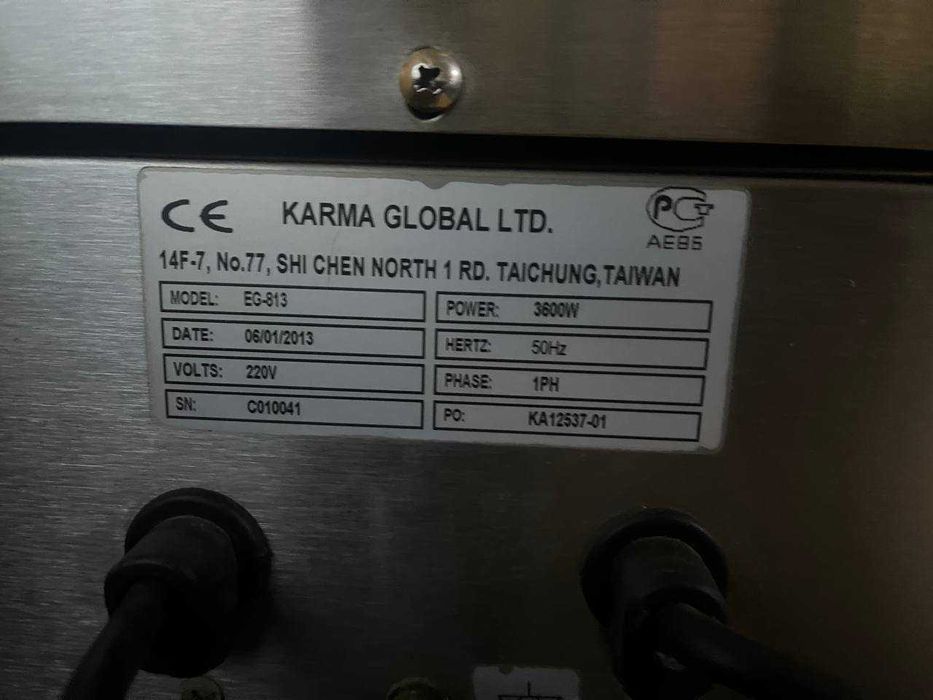 CE KARMA GLOBAL LTD. PCT
AE85
14F-7, No.77, SHI CHEN NORTH 1 RD. TAICHUNG,TAIWAN
MODEL: EG-813 POWER: 3600W
DATE: 06/01/2013 HERTZ: 50Hz
VOLTS: 220V PHASE: 1PH
SN: C010041 PO: KA12537-01